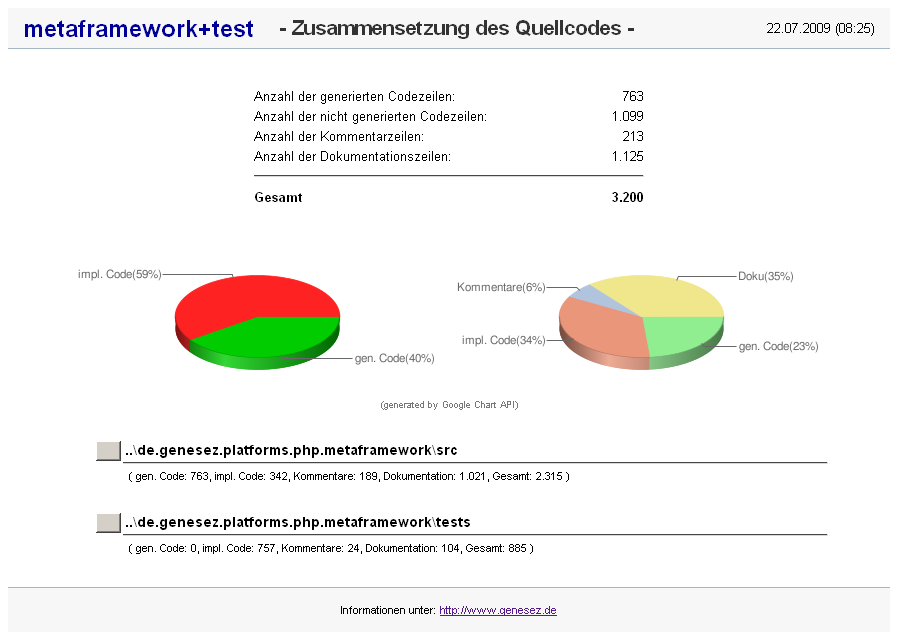 metaframework+test - Zusammensetzung des Quellcodes - 22.07.2009 (08:25)
Anzahl der generierten Codezeilen: 763
Anzahl der nicht generierten Codezeilen: 1.099
Anzahl der Kommentarzeilen: 213
Anzahl der Dokumentationszeilen: 1.125
Gesamt 3.200
impl. Code(59%)
gen. Code(40%)
Doku(35%)
Kommentare(6%)
impl. Code(34%)
gen. Code(23%)
(generated by Google Chart API)
..\de.genesez.platforms.php.metaframework\src
( gen. Code: 763, impl. Code: 342, Kommentare: 189, Dokumentation: 1.021, Gesamt: 2.315 )
..\de.genesez.platforms.php.metaframework\tests
( gen. Code: 0, impl. Code: 757, Kommentare: 24, Dokumentation: 104, Gesamt: 885 )
Informationen unter: http://www.genesez.de